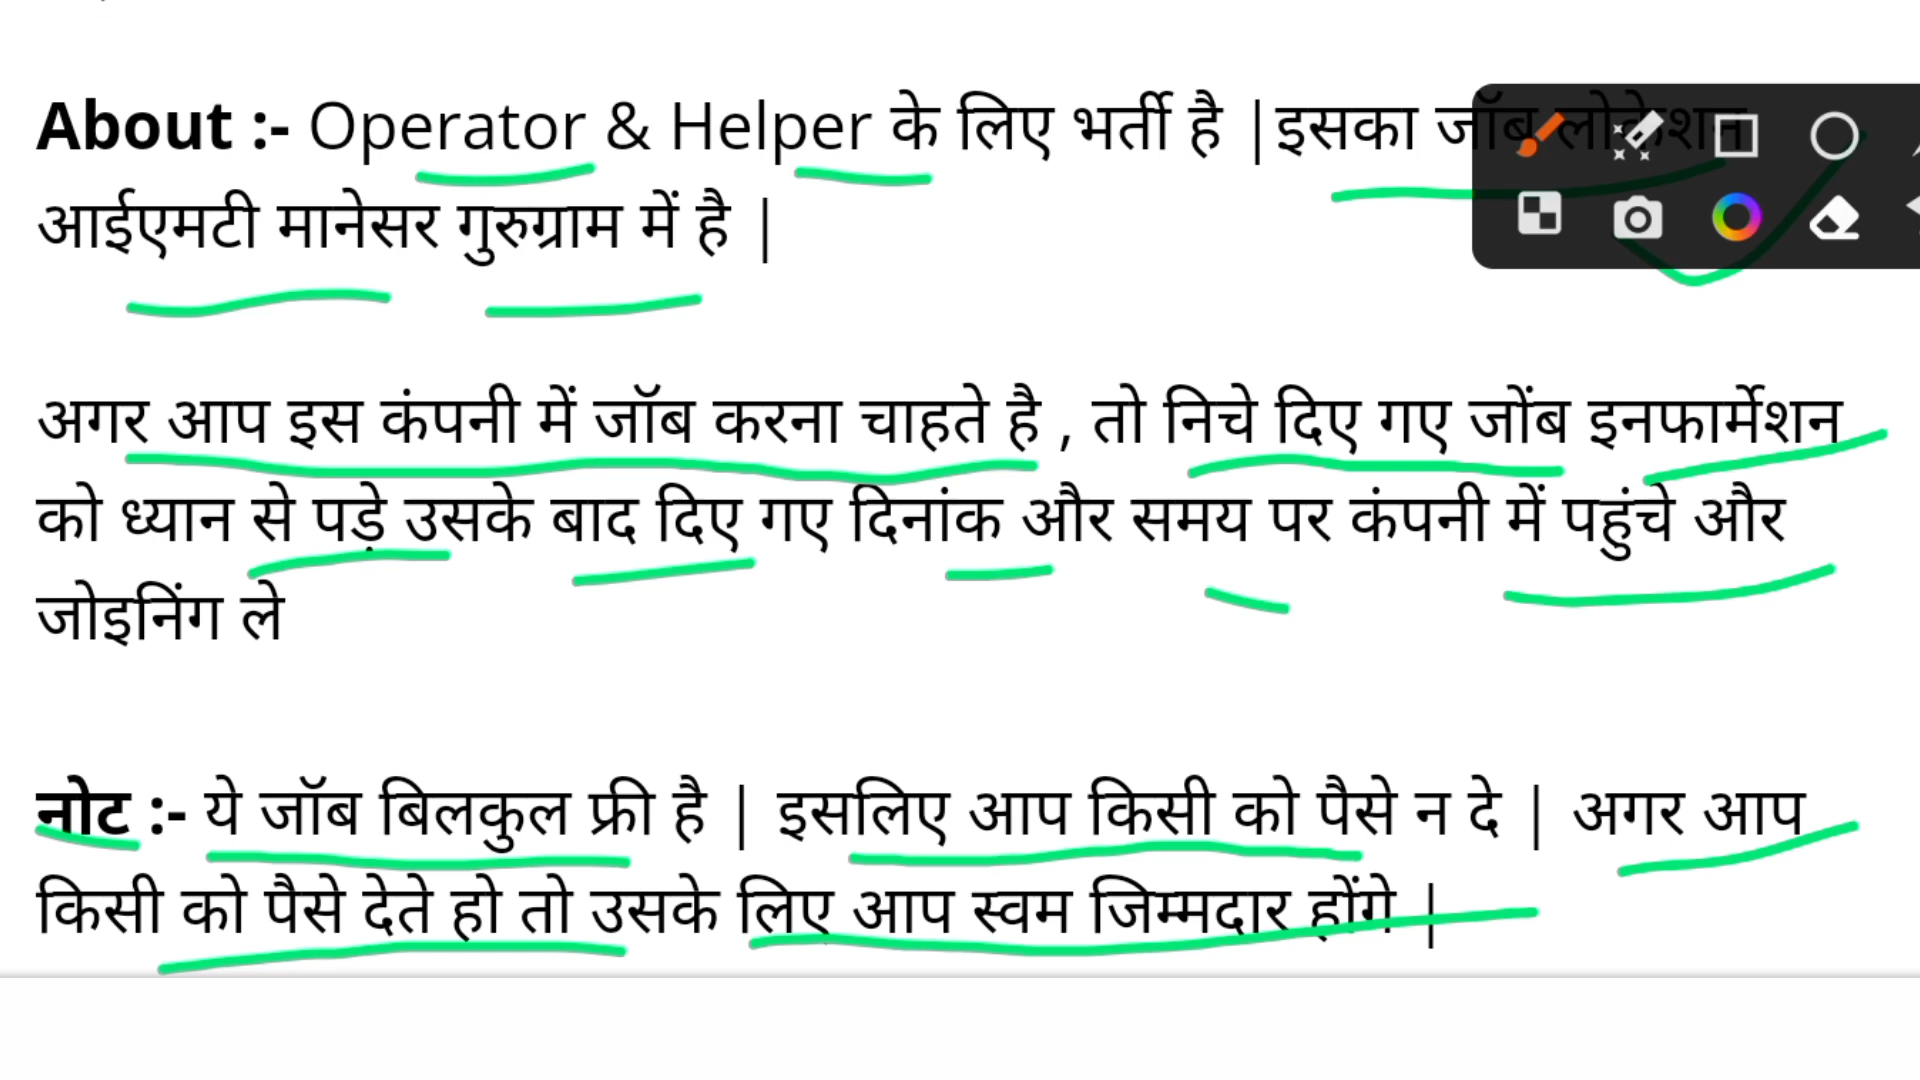 About :- Operator & Helper के लिए भर्ती है |इसका जॉब लोकेशन
आईएमटी मानेसर गुरुग्राम में है |
अगर आप इस कंपनी में जॉब करना चाहते है , तो निचे दिए गए जोंब इनफार्मेशन
को ध्यान से पड़े उसके बाद दिए गए दिनांक और समय पर कंपनी में पहुंचे और
जोइनिंग ले
नोट :- ये जॉब बिलकुल फ्री है | इसलिए आप किसी को पैसे न दे | अगर आप
किसी को पैसे देते हो तो उसके लिए आप स्वम जिम्मदार होंगे |